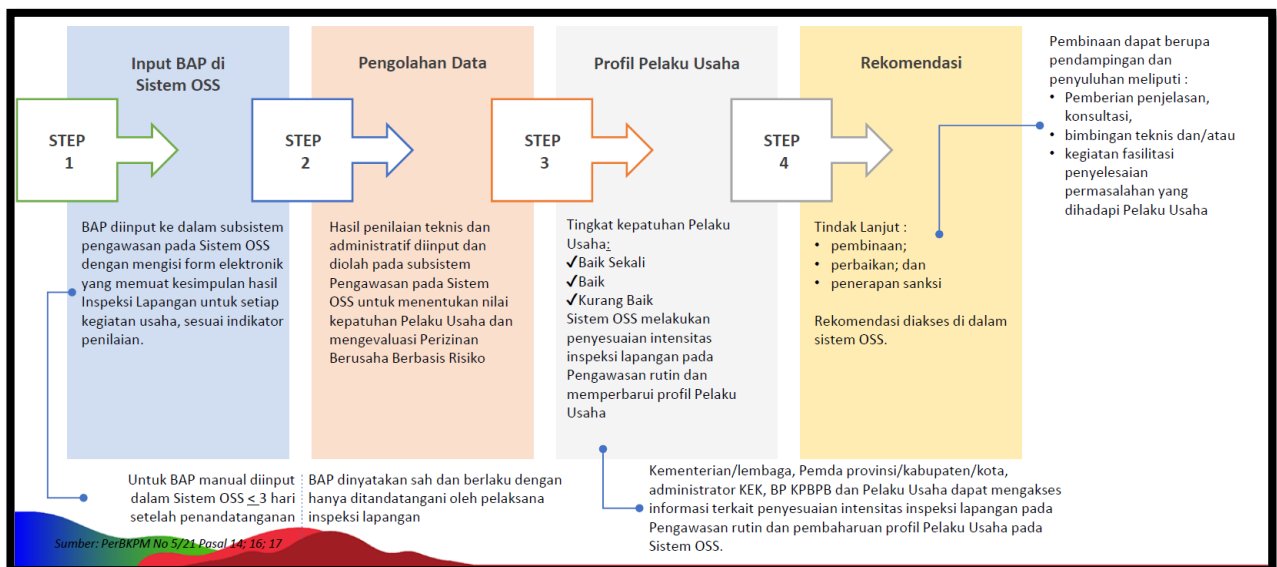 Input BAP di
Sistem OSS
STEP
1
BAP diinput ke dalam subsistem
pengawasan pada Sistem OSS
dengan mengisi form elektronik
yang memuat kesimpulan hasil
Inspeksi Lapangan untuk setiap
kegiatan usaha, sesuai indikator
penilaian.
Pengolahan Data
STEP
2
Hasil penilaian teknis dan
administratif diinput dan
diolah pada subsistem
Pengawasan pada Sistem
OSS untuk menentukan nilai
kepatuhan Pelaku Usaha dan
mengevaluasi Perizinan
Berusaha Berbasis Risiko
Profil Pelaku Usaha
STEP
3
Tingkat kepatuhan Pelaku
Usaha:
✓Baik Sekali
✓Baik
✓Kurang Baik
Sistem OSS melakukan
penyesuaian intensitas
inspeksi lapangan pada
Pengawasan rutin dan
memperbarui profil Pelaku
Usaha
Rekomendasi
STEP
4
Tindak Lanjut :
• pembinaan;
• perbaikan; dan
• penerapan sanksi
Rekomendasi diakses di dalam
sistem OSS.
Pembinaan dapat berupa
pendampingan dan
penyuluhan meliputi :
• Pemberian penjelasan,
konsultasi,
• bimbingan teknis dan/atau
• kegiatan fasilitasi
penyelesaian
permasalahan yang
dihadapi Pelaku Usaha
Untuk BAP manual diinput
dalam Sistem OSS < 3 hari
setelah penandatanganan
BAP dinyatakan sah dan berlaku dengan
hanya ditandatangani oleh pelaksana
inspeksi lapangan
Kementerian/lembaga, Pemda provinsi/kabupaten/kota,
administrator KEK, BP KPBPB dan Pelaku Usaha dapat mengakses
informasi terkait penyesuaian intensitas inspeksi lapangan pada
Pengawasan rutin dan pembaharuan profil Pelaku Usaha pada
Sistem OSS.
Sumber: PerBKPM No 5/21 Pasal 14; 16; 17